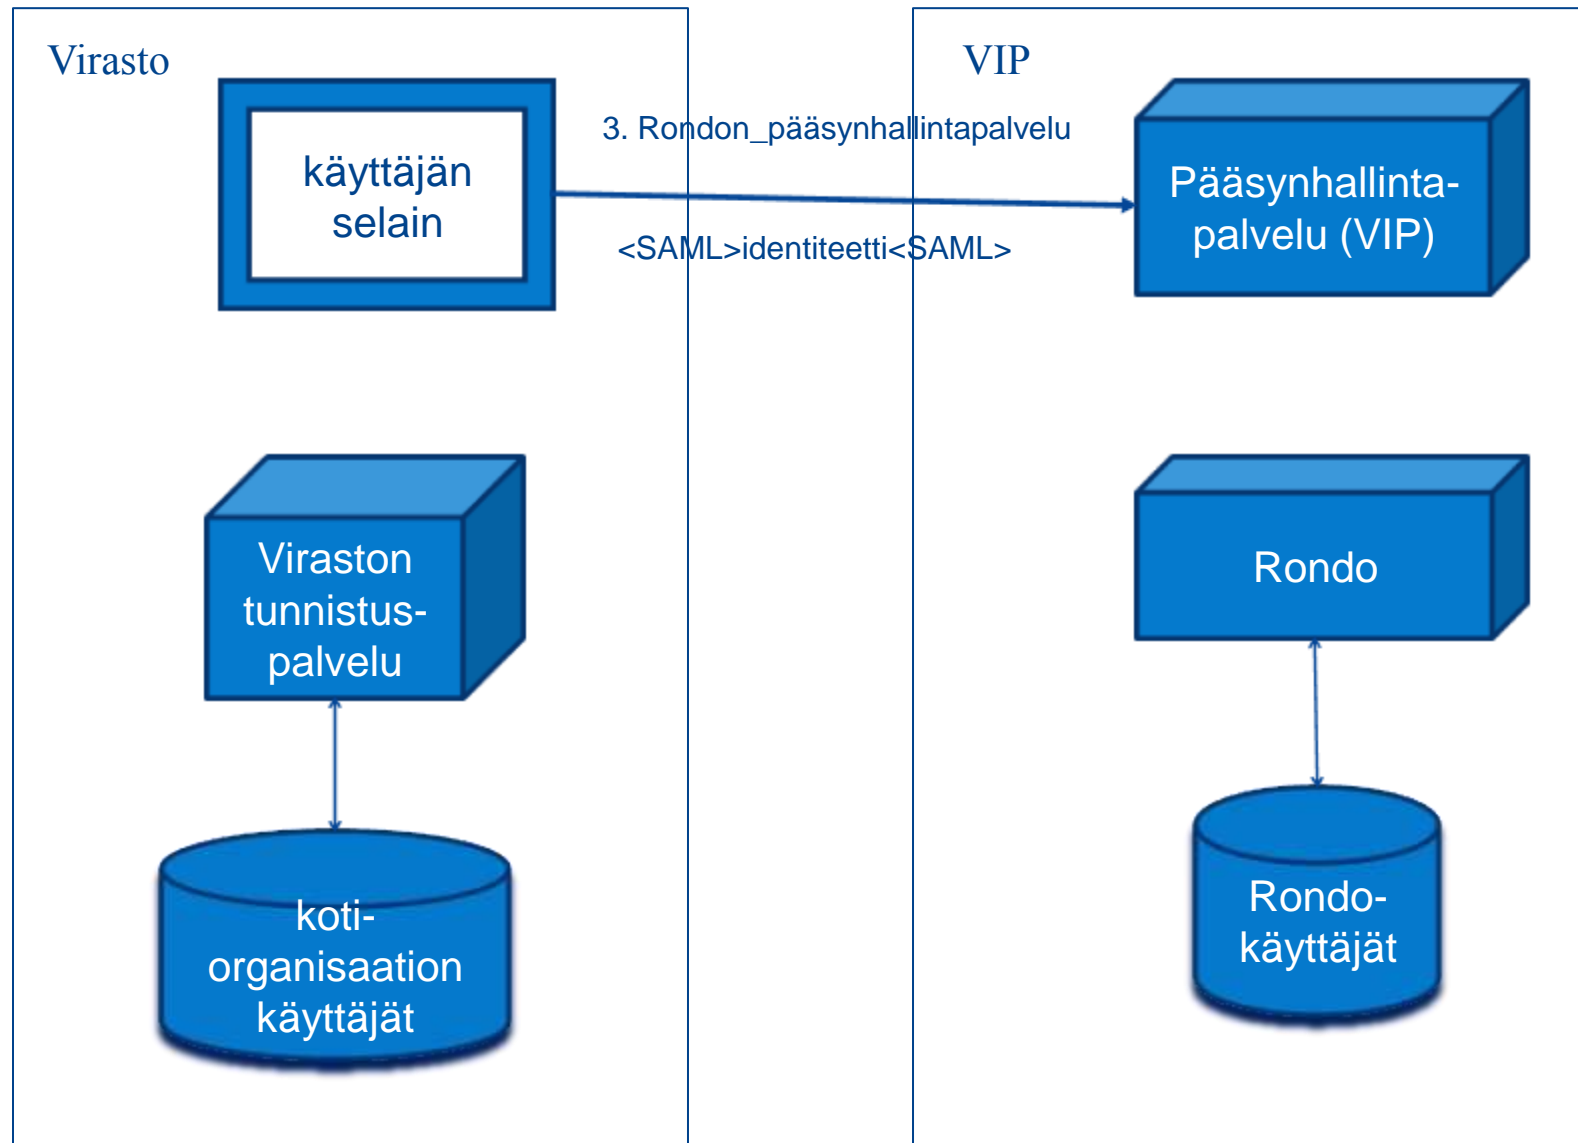 Virasto
VIP
3. Rondon_pääsynhallintapalvelu
käyttäjän
selain
<SAML>identiteetti<SAML>
Pääsynhallinta-
palvelu (VIP)
Viraston
tunnistus-
palvelu
Rondo
koti-
organisaation
käyttäjät
Rondo-
käyttäjät